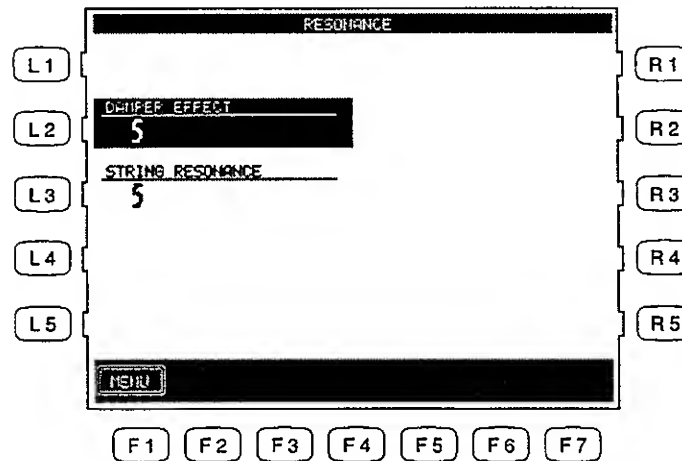 RESONANCE
L1 R1
DAMPER EFFECT
L2 5 R2
STRING RESONANCE
L3 5 R3
L4 R4
L5 R5
MENU
F1 F2 F3 F4 F5 F6 F7